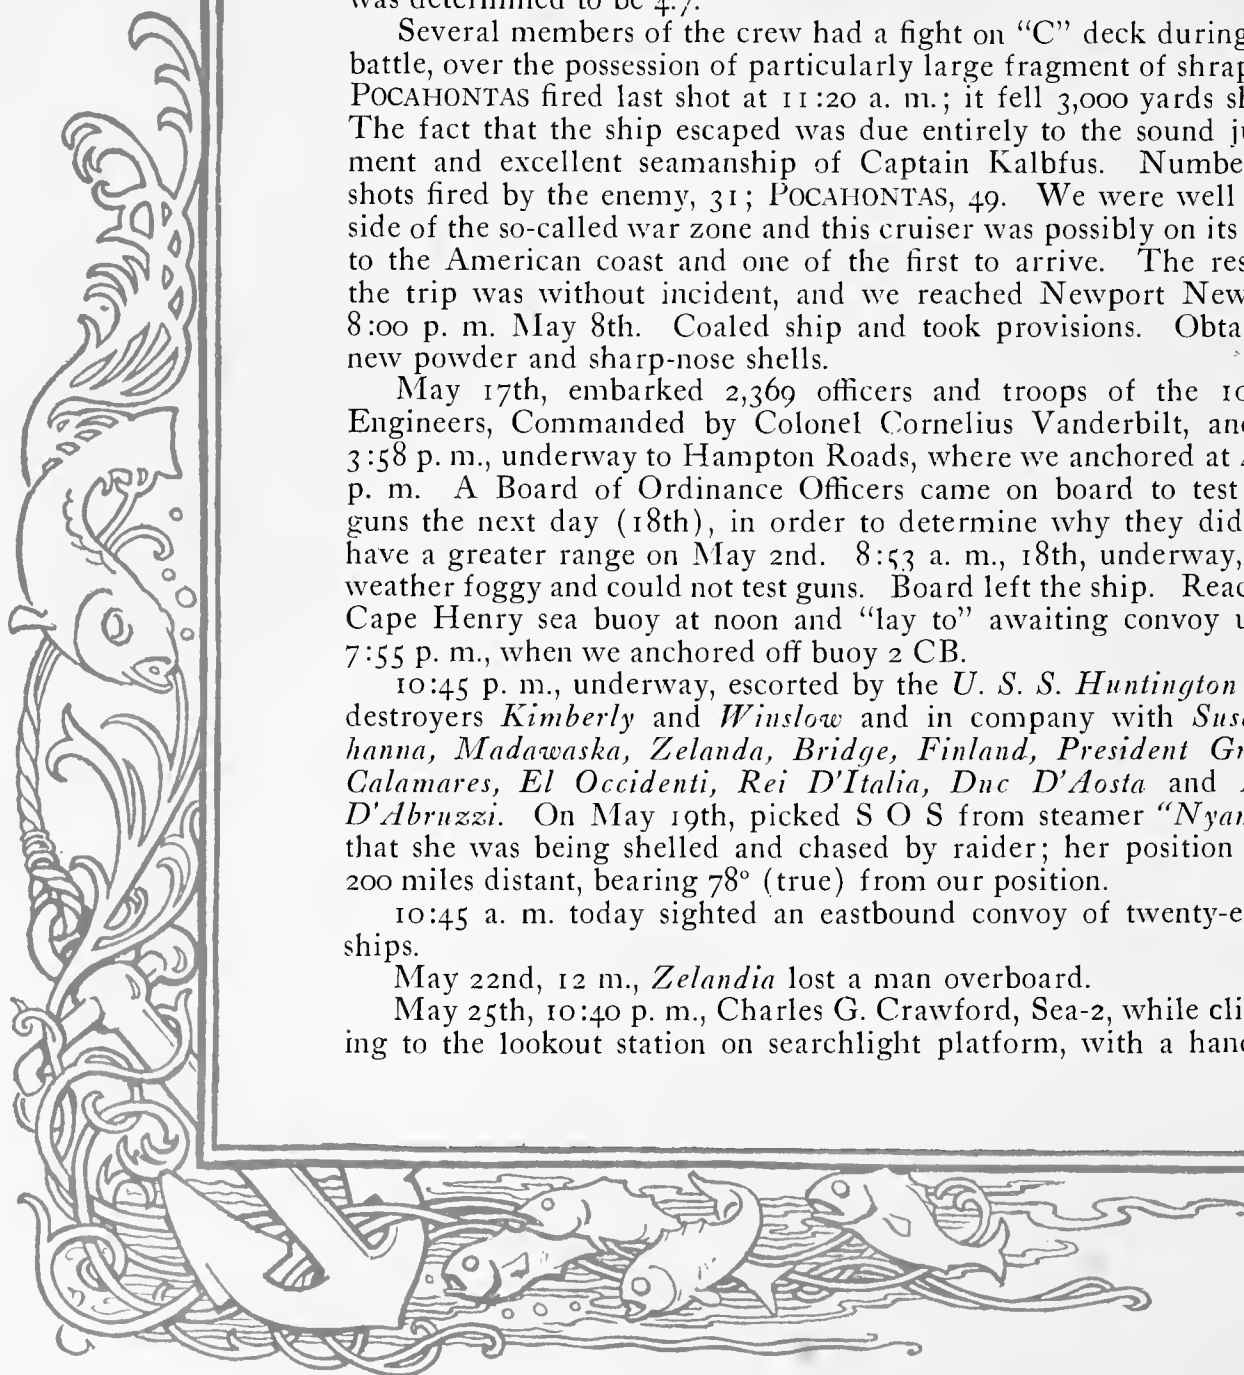 was determined to be 4.7.
Several members of the crew had a fight on “C” deck during
battle, over the possession of particularly large fragment of shrap
POCAHONTAS fired last shot at 11:20 a. m.; it fell 3,000 yards sh
The fact that the ship escaped was due entirely to the sound ju
ment and excellent seamanship of Captain Kalbfus. Numbe
shots fired by the enemy, 31; POCAHONTAS, 49. We were well
side of the so-called war zone and this cruiser was possibly on its
to the American coast and one of the first to arrive. The res
the trip was without incident, and we reached Newport New
8:00 p. m. May 8th. Coaled ship and took provisions. Obta
new powder and sharp-nose shells.
May 17th, embarked 2,369 officers and troops of the 10
Engineers, Commanded by Colonel Cornelius Vanderbilt, and
3:58 p. m., underway to Hampton Roads, where we anchored at
p. m. A Board of Ordinance Officers came on board to test
guns the next day (18th), in order to determine why they did
have a greater range on May 2nd. 8:53 a. m., 18th, underway,
weather foggy and could not test guns. Board left the ship. Reac
Cape Henry sea buoy at noon and “lay to” awaiting convoy u
7:55 p. m., when we anchored off buoy 2 CB.
10:45 p. m., underway, escorted by the U. S. S. Huntington
destroyers Kimberly and Winslow and in company with Susq
hanna, Madawaska, Zelanda, Bridge, Finland, President Gr
Calamares, El Occidenti, Rei D'Italia, Duc D'Aosta and
D'Abruzzi. On May 19th, picked S O S from steamer “Nyan
that she was being shelled and chased by raider; her position
200 miles distant, bearing 78° (true) from our position.
10:45 a. m. today sighted an eastbound convoy of twenty-e
ships.
May 22nd, 12 m., Zelandia lost a man overboard.
May 25th, 10:40 p. m., Charles G. Crawford, Sea-2, while cli
ing to the lookout station on searchlight platform, with a hand